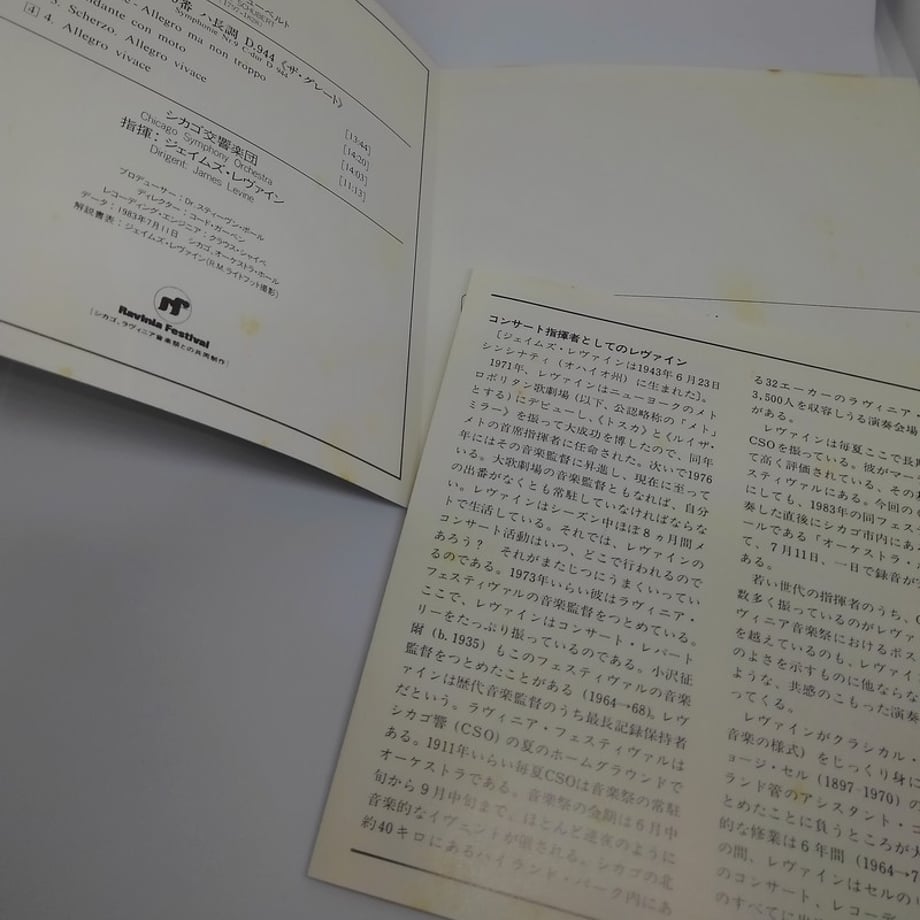 ューベルト
SCHUBERT
(1797-1828)
番 ハ長調 D.944《ザ・グレート》
Symphonie Nr.9 C-dur D 944
- Allegro ma non troppo
[13:44]
andante con moto
[14:20]
3. Scherzo. Allegro vivace
[14:03]
[4] 4. Allegro vivace
[11:13]
シカゴ交響楽団
Chicago Symphony Orchestra
指揮：ジェイムズ・レヴァイン
Dirigent: James Levine
プロデューサー：Dr.スティーヴン・ポール
ディレクター：コード・ガーベン
レコーディング・エンジニア：クラウス・シャイベ
データ：1983年7月11日 シカゴ、オーケストラ・ホール
解説書表：ジェイムズ・レヴァイン(R.M.ライトフット撮影)
Ravinia Festival
[シカゴ、ラヴィニア音楽祭との共同制作]
コンサート指揮者としてのレヴァイン
［ジェイムズ・レヴァインは1943年6月23日
シンシナティ（オハイオ州）に生まれた］。
1971年、レヴァインはニューヨークのメト
ロポリタン歌劇場（以下、公認略称の「メト」
とする）にデビューし、《トスカ》と《ルイザ・
ミラー》を振って大成功を博したので、同年
メトの首席指揮者に任命された。次いで1976
年にはその音楽監督に昇進し、現在に至って
いる。大歌劇場の音楽監督ともなれば、自分
の出番がなくとも常駐していなければならな
い。レヴァインはシーズン中ほぼ8ヵ月間メ
トで生活している。それでは、レヴァインの
コンサート活動はいつ、どこで行われるので
あろう？ それがまたじつにうまくいってい
るのである。1973年いらい彼はラヴィニア・
フェスティヴァルの音楽監督をつとめている。
ここで、レヴァインはコンサート・レパート
リーをたっぷり振っているのである。小沢征
爾（b.1935）もこのフェスティヴァルの音楽
監督をつとめたことがある（1964→68）。レヴ
ァインは歴代音楽監督のうち最長記録保持者
だという。ラヴィニア・フェスティヴァルは
シカゴ響（CSO）の夏のホームグラウンドで
ある。1911年いらい毎夏CSOは音楽祭の常駐
オーケストラである。音楽祭の会期は6月中
旬から9月中旬まで、ほとんど連夜のように
音楽的なイヴェントが催される。シカゴの北
約40キロにあるハイランド・パーク内にあ
る32エーカーのラヴィニア・
3,500人を収容しうる演奏会場
がある。
レヴァインは毎夏ここで長期
CSOを振っている。彼がマー
て高く評価されている、その
スティヴァルにある。今回の
にしても、1983年の同フェス
奏した直後にシカゴ市内にあ
ールである「オーケストラ・ホ
て、7月11日、一日で録音が
ある。
若い世代の指揮者のうち、C
数多く振っているのがレヴァ
ヴィニア音楽祭におけるポス
を越えているのも、レヴァイン
のよさを示すものに他ならな
ような、共感のこもった演奏
ってくる。
レヴァインがクラシカル・
音楽の様式）をじっくり身に
ョージ・セル（1897-1970）の
ランド管のアシスタント・コ
とめたことに負うところが大
的な修業は6年間（1964→7
の間、レヴァインはセルの
のコンサート、レコーデ
のすべてに